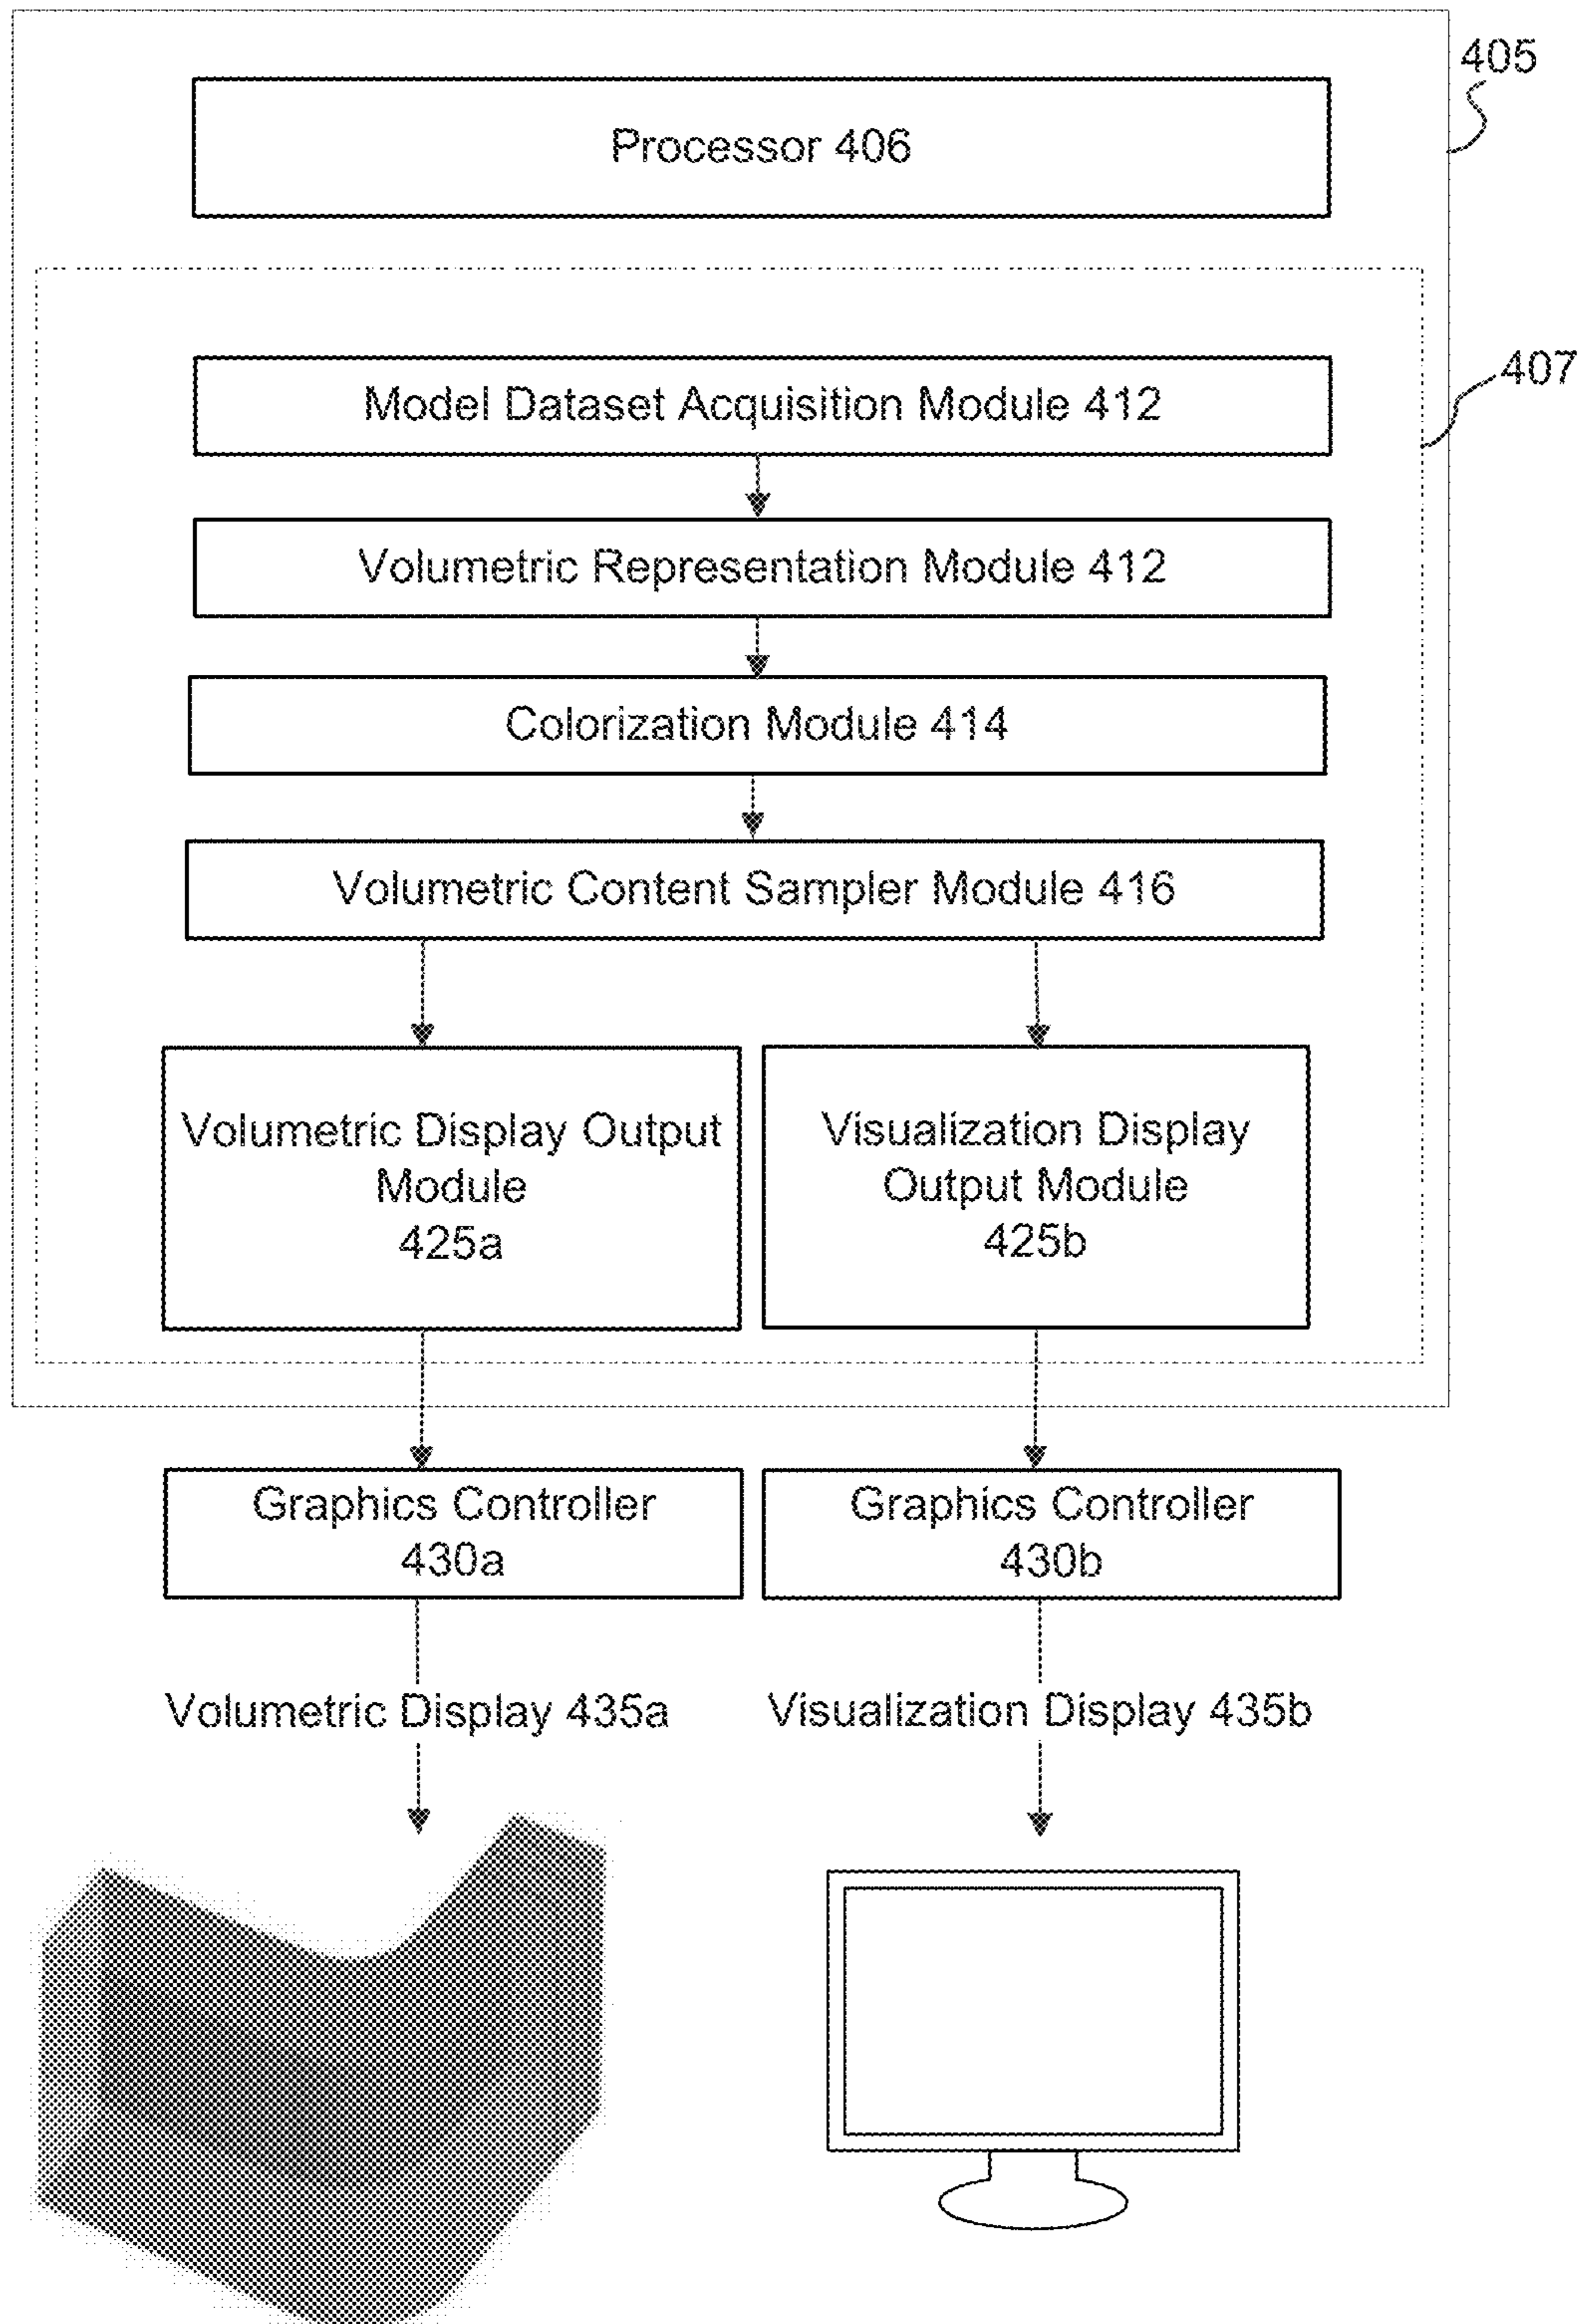 405
Processor 406
407
Model Dataset Acquisition Module 412
Volumetric Representation Module 412
Colorization Module 414
Volumetric Content Sampler Module 416
Volumetric Display Output
Module
425a
Visualization Display
Output Module
425b
Graphics Controller
430a
Graphics Controller
430b
Volumetric Display 435a
Visualization Display 435b